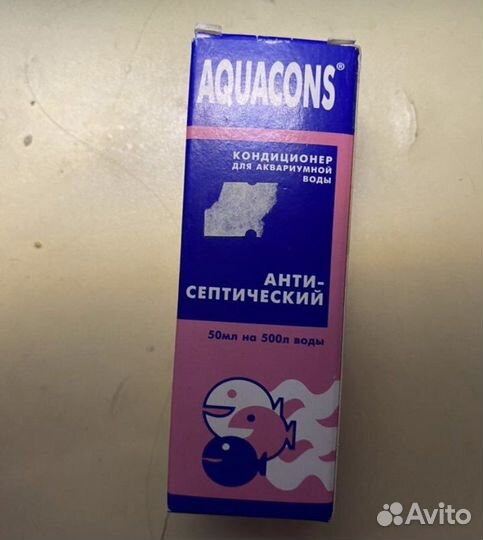 AQUACONS®
КОНДИЦИОНЕР
ДЛЯ АКВАРИУМНОЙ
ВОДЫ
АНТИ-
СЕПТИЧЕСКИЙ
50мл на 500л воды
Avito